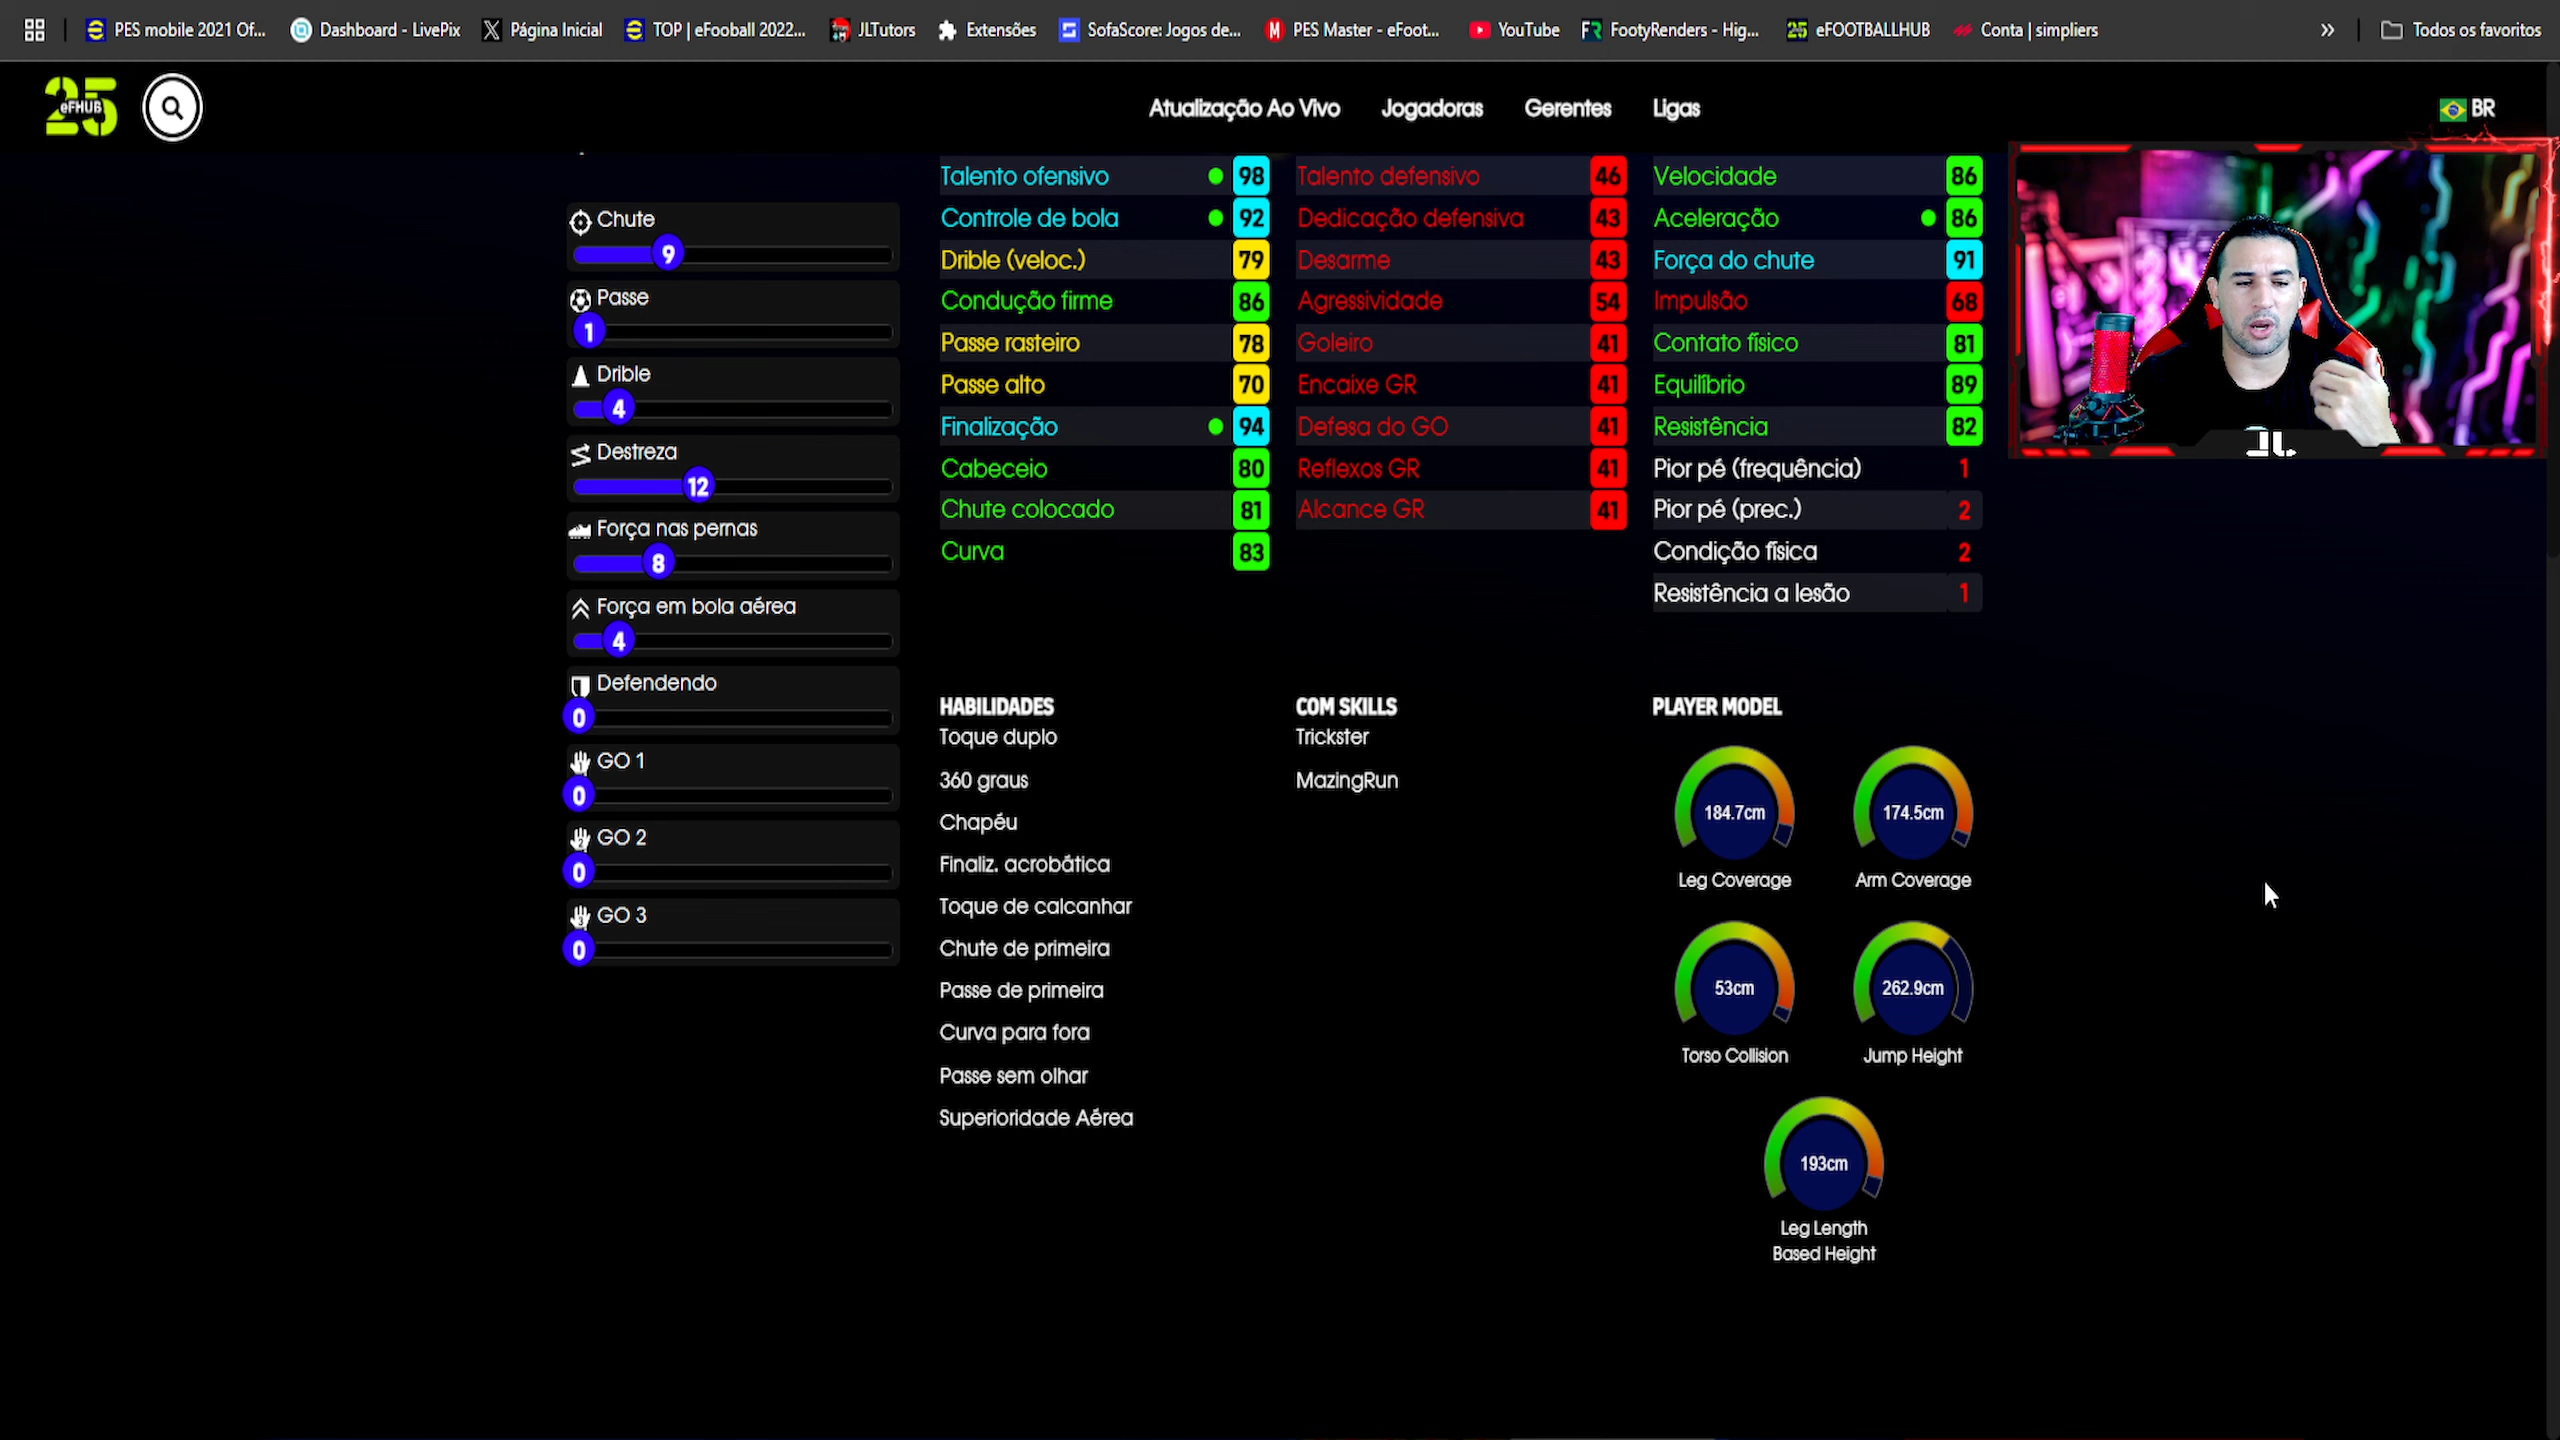 PES mobile 2021 Of... Dashboard - LivePix Página Inicial TOP | eFooball 2022... JLTutors Extensões SofaScore: Jogos de... PES Master - eFoot... YouTube FootyRenders - Hig... eFOOTBALLHUB Conta | simpliers Todos os favoritos
25 eFHUB Atualização Ao Vivo Jogadoras Gerentes Ligas BR
Chute
9
Passe
1
Drible
4
Destreza
12
Força nas pernas
8
Força em bola aérea
4
Defendendo
0
GO 1
0
GO 2
0
GO 3
0
Talento ofensivo 98
Controle de bola 92
Drible (veloc.) 79
Condução firme 86
Passe rasteiro 78
Passe alto 70
Finalização 94
Cabeceio 80
Chute colocado 81
Curva 83
Talento defensivo 46
Dedicação defensiva 43
Desarme 43
Agressividade 54
Goleiro 41
Encaixe GR 41
Defesa do GO 41
Reflexos GR 41
Alcance GR 41
Velocidade 86
Aceleração 86
Força do chute 91
Impulsão 68
Contato físico 81
Equilíbrio 89
Resistência 82
Pior pé (frequência) 1
Pior pé (prec.) 2
Condição física 2
Resistência a lesão 1
HABILIDADES
Toque duplo
360 graus
Chapéu
Finaliz. acrobática
Toque de calcanhar
Chute de primeira
Passe de primeira
Curva para fora
Passe sem olhar
Superioridade Aérea
COM SKILLS
Trickster
MazingRun
PLAYER MODEL
184.7cm
Leg Coverage
174.5cm
Arm Coverage
53cm
Torso Collision
262.9cm
Jump Height
193cm
Leg Length
Based Height
JL